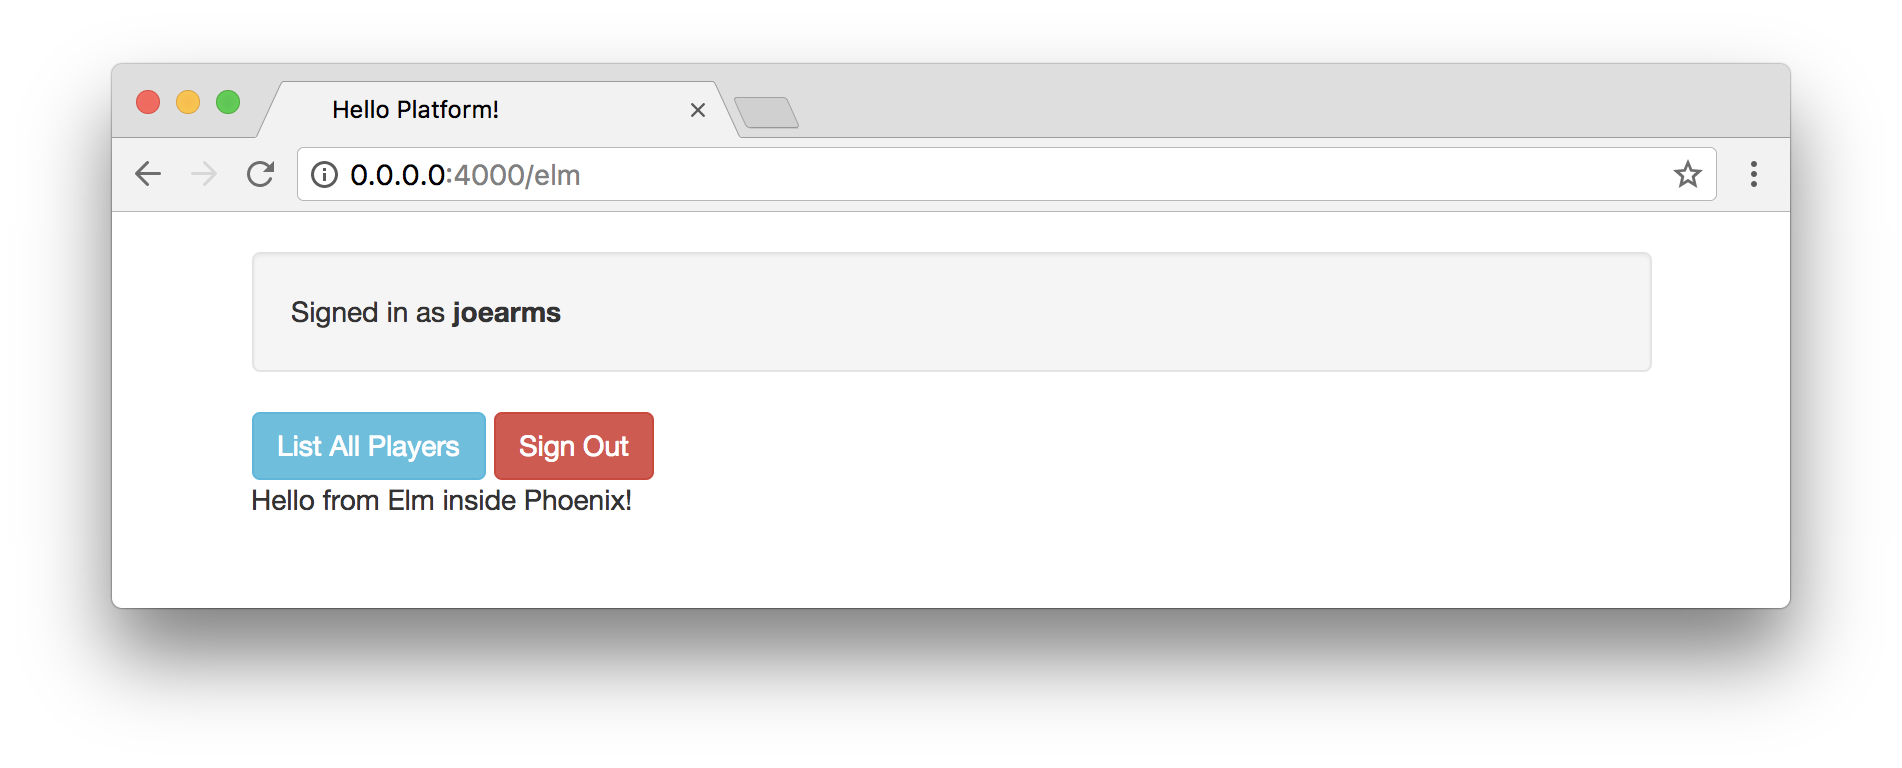 Hello Platform!
0.0.0.0:4000/elm
Signed in as joearms
List All Players Sign Out
Hello from Elm inside Phoenix!